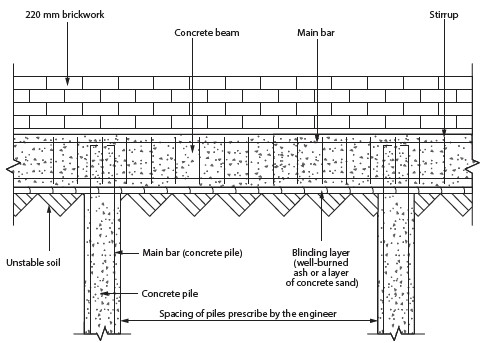 220 mm brickwork
Stirrup
Concrete beam
Main bar
Unstable soil
Main bar (concrete pile)
Blinding layer
(well-burned
ash or a layer
of concrete sand)
Concrete pile
Spacing of piles prescribe by the engineer